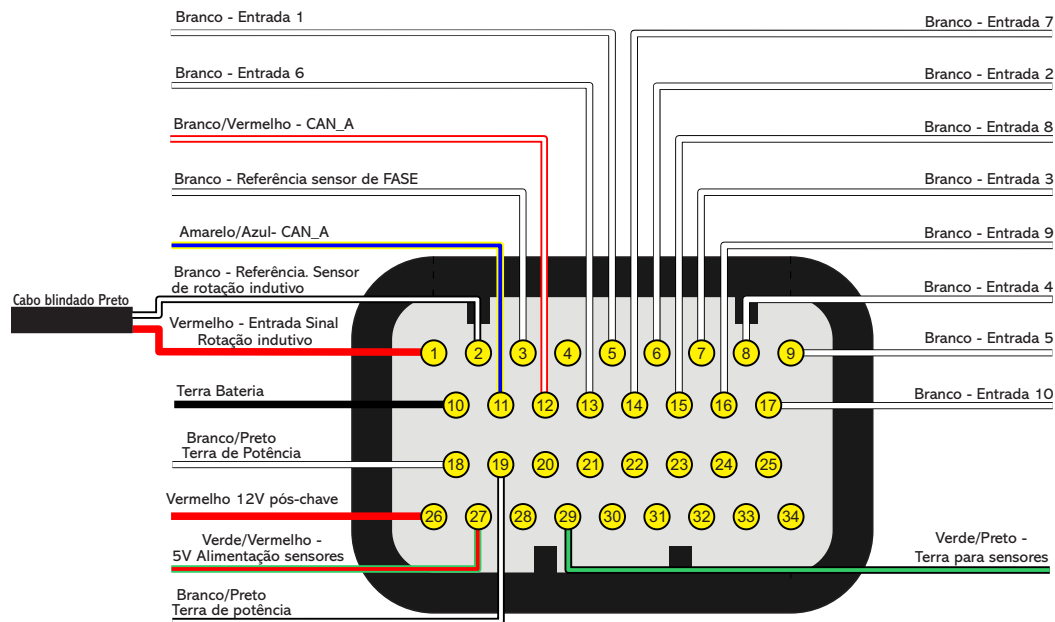 Branco - Entrada 1
Branco - Entrada 7
Branco - Entrada 6
Branco - Entrada 2
Branco/Vermelho - CAN_A
Branco - Entrada 8
Branco - Referência sensor de FASE
Branco - Entrada 3
Amarelo/Azul- CAN_A
Branco - Entrada 9
Branco - Referência. Sensor
de rotação indutivo
Branco - Entrada 4
Cabo blindado Preto
Vermelho - Entrada Sinal
Rotação indutivo
Branco - Entrada 5
1 2 3 4 5 6 7 8 9
Terra Bateria
Branco - Entrada 10
10 11 12 13 14 15 16 17
Branco/Preto
Terra de Potência
18 19 20 21 22 23 24 25
Vermelho 12V pós-chave
26 27 28 29 30 31 32 33 34
Verde/Vermelho -
5V Alimentação sensores
Verde/Preto -
Terra para sensores
Branco/Preto
Terra de potência